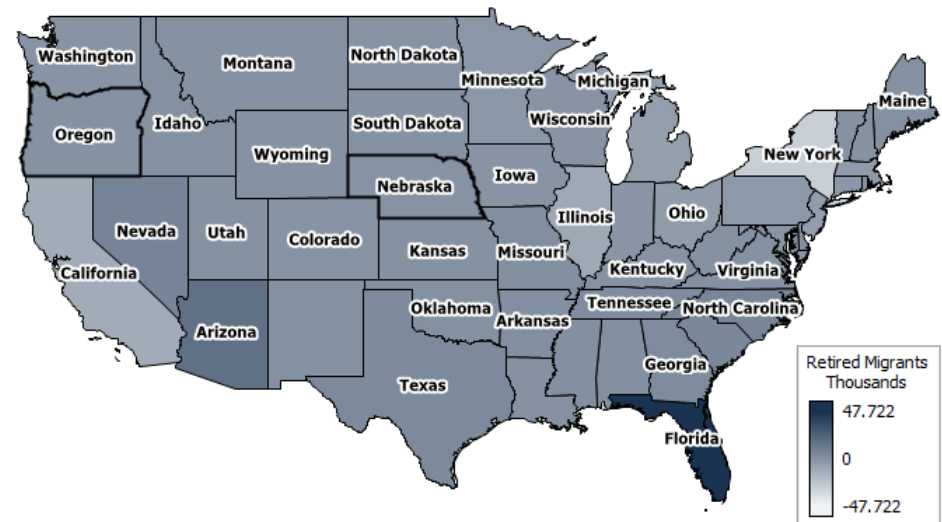 Washington
Montana
North Dakota
Minnesota
Michigan
Maine
Oregon
Idaho
South Dakota
Wisconsin
New York
Wyoming
Nebraska
Iowa
Illinois
Ohio
Nevada
Utah
Colorado
Kansas
Missouri
Kentucky
Virginia
California
Arizona
Oklahoma
Arkansas
Tennessee
North Carolina
Texas
Georgia
Florida
Retired Migrants
Thousands
47.722
0
-47.722